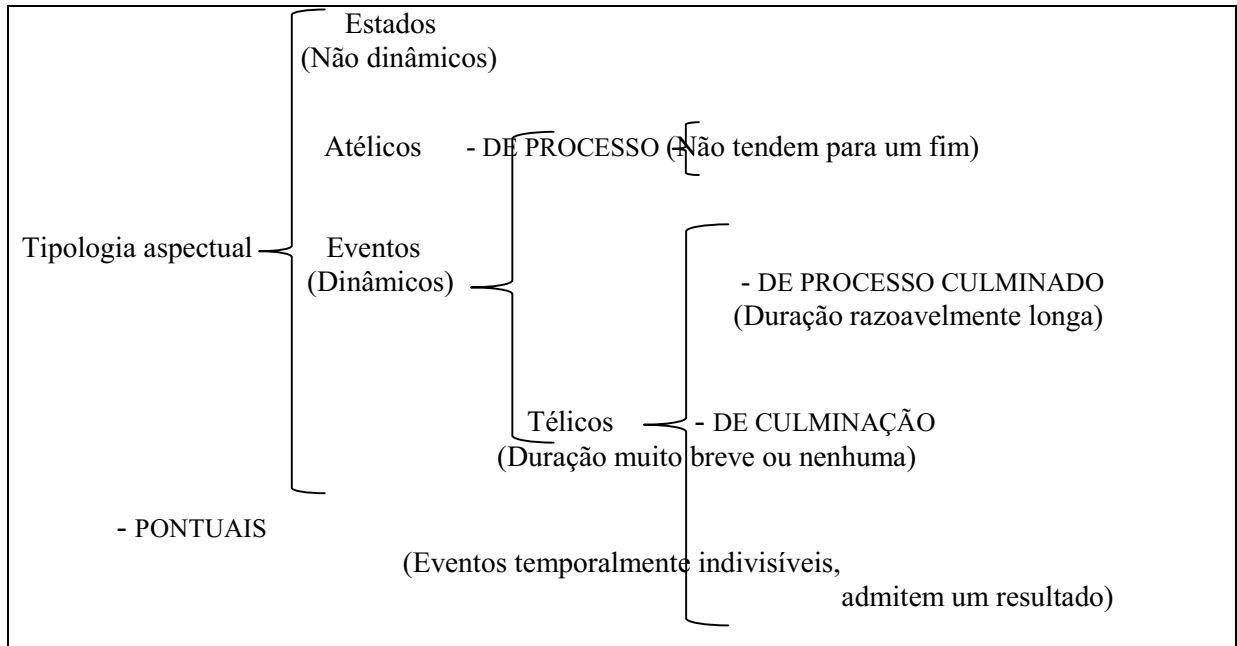 Estados
(Não dinâmicos)
Atélicos - DE PROCESSO (Não tendem para um fim)
Tipologia aspectual Eventos
(Dinâmicos)
- DE PROCESSO CULMINADO
(Duração razoavelmente longa)
Télicos - DE CULMINAÇÃO
(Duração muito breve ou nenhuma)
- PONTUAIS
(Eventos temporalmente indivisíveis,
admitem um resultado)